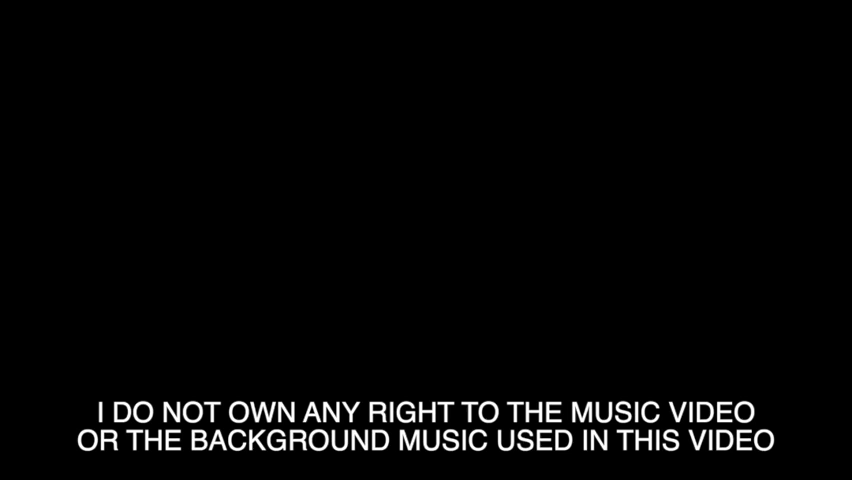 I DO NOT OWN ANY RIGHT TO THE MUSIC VIDEO
OR THE BACKGROUND MUSIC USED IN THIS VIDEO